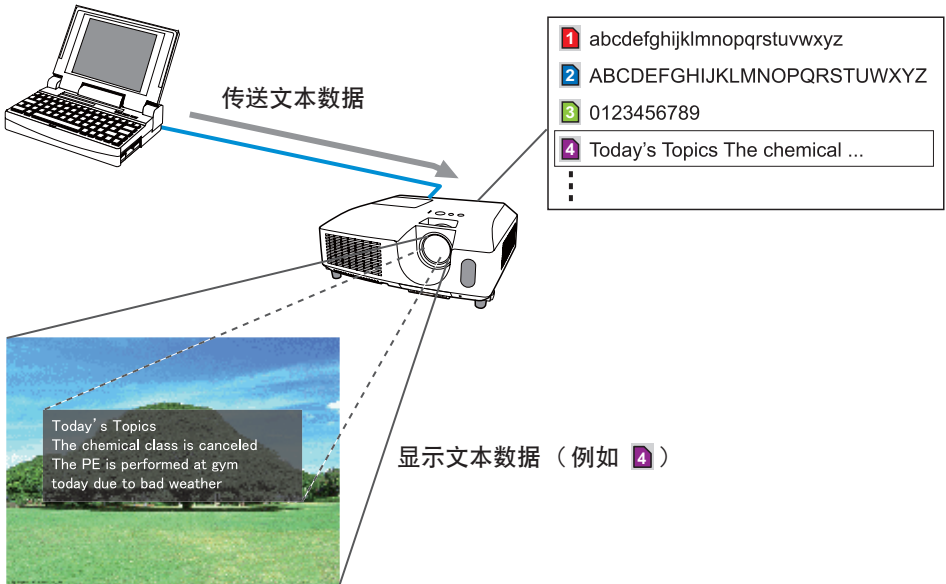 传送文本数据
1 abcdefghijklmnopqrstuvwxyz
2 ABCDEFGHIJKLMNOPQRSTUWXYZ
3 0123456789
4 Today's Topics The chemical ...
Today's Topics
The chemical class is canceled
The PE is performed at gym
today due to bad weather
显示文本数据（例如 4）